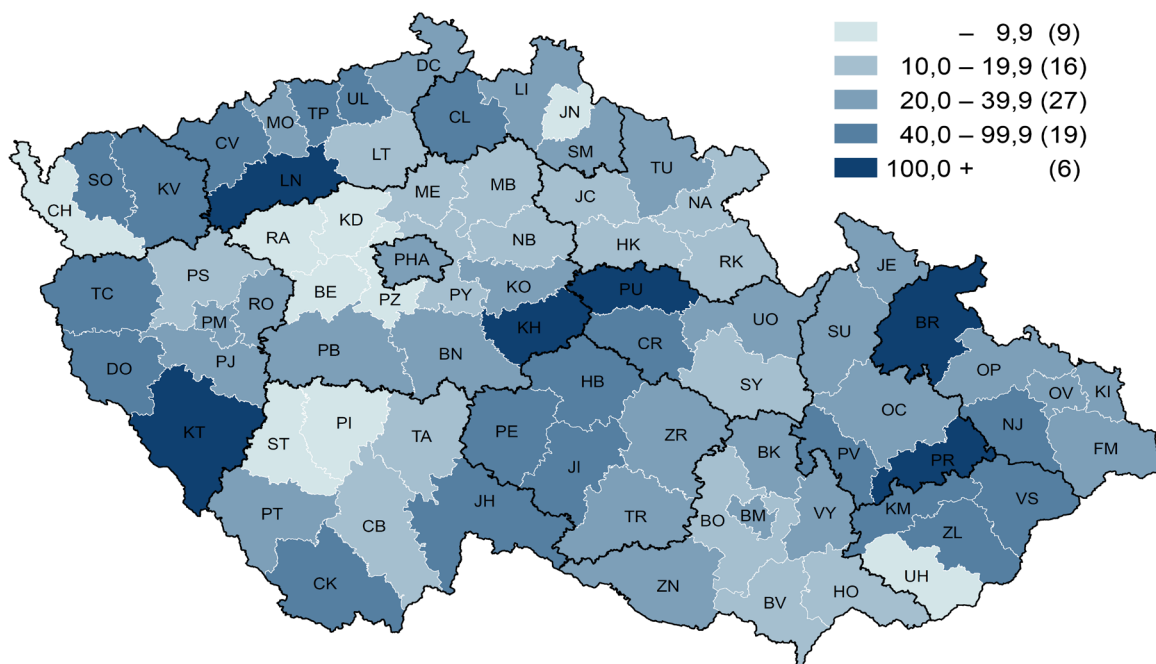 – 9,9 (9)
10,0 – 19,9 (16)
20,0 – 39,9 (27)
40,0 – 99,9 (19)
100,0 + (6)
DC
LI
JN
UL
TP
MO
CL
CV
SM
LT
TU
SO
KV
LN
ME
MB
JC
NA
CH
KD
RA
NB
HK
RK
PHA
JE
PS
TC
RO
BE
PZ
PY
KO
PU
PM
KH
UO
SU
BR
PB
BN
CR
DO
PJ
OP
HB
SY
OV
KI
KT
ST
PI
TA
PE
ZR
OC
NJ
FM
BK
JI
PV
PR
VS
PT
CB
JH
TR
BO
BM
VY
KM
ZL
CK
ZN
BV
HO
UH